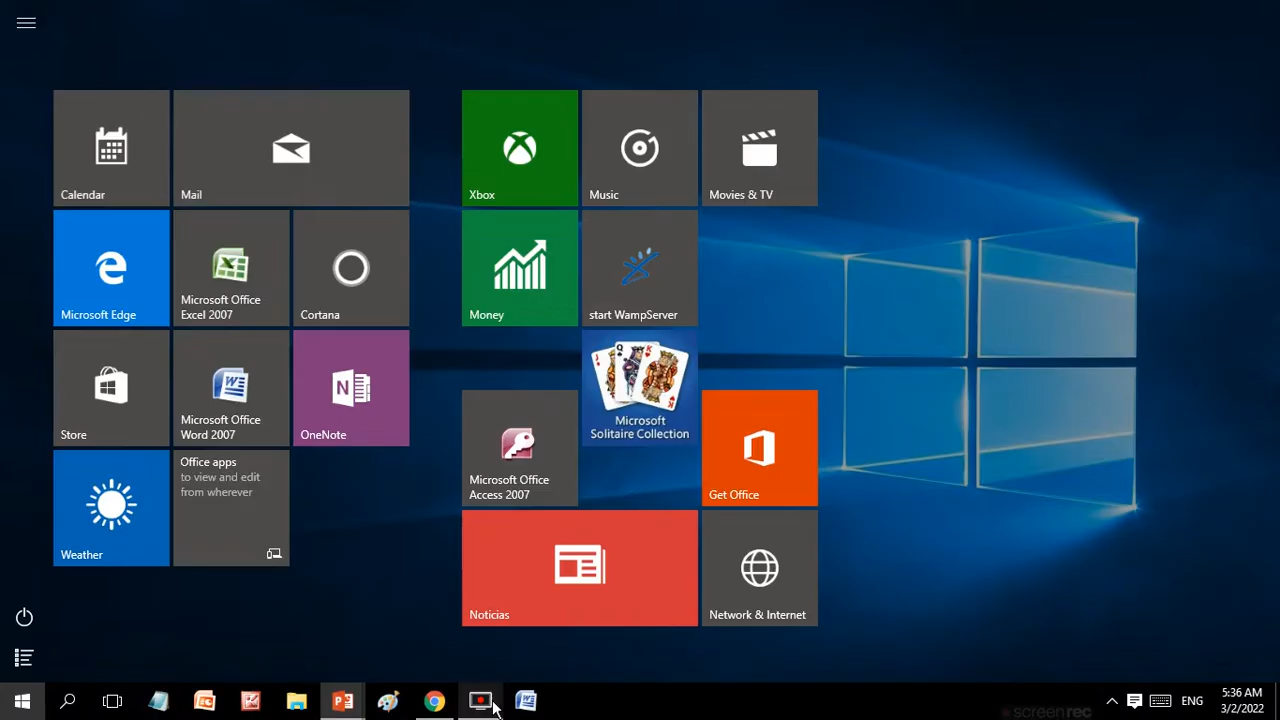 Calendar
Mail
Xbox
Music
Movies & TV
Microsoft Edge
Microsoft Office
Excel 2007
Cortana
Money
start WampServer
Store
Microsoft Office
Word 2007
OneNote
Microsoft
Solitaire Collection
Microsoft Office
Access 2007
Get Office
Weather
Office apps
to view and edit
from wherever
Noticias
Network & Internet
ENG
5:36 AM
3/2/2022
screenrec